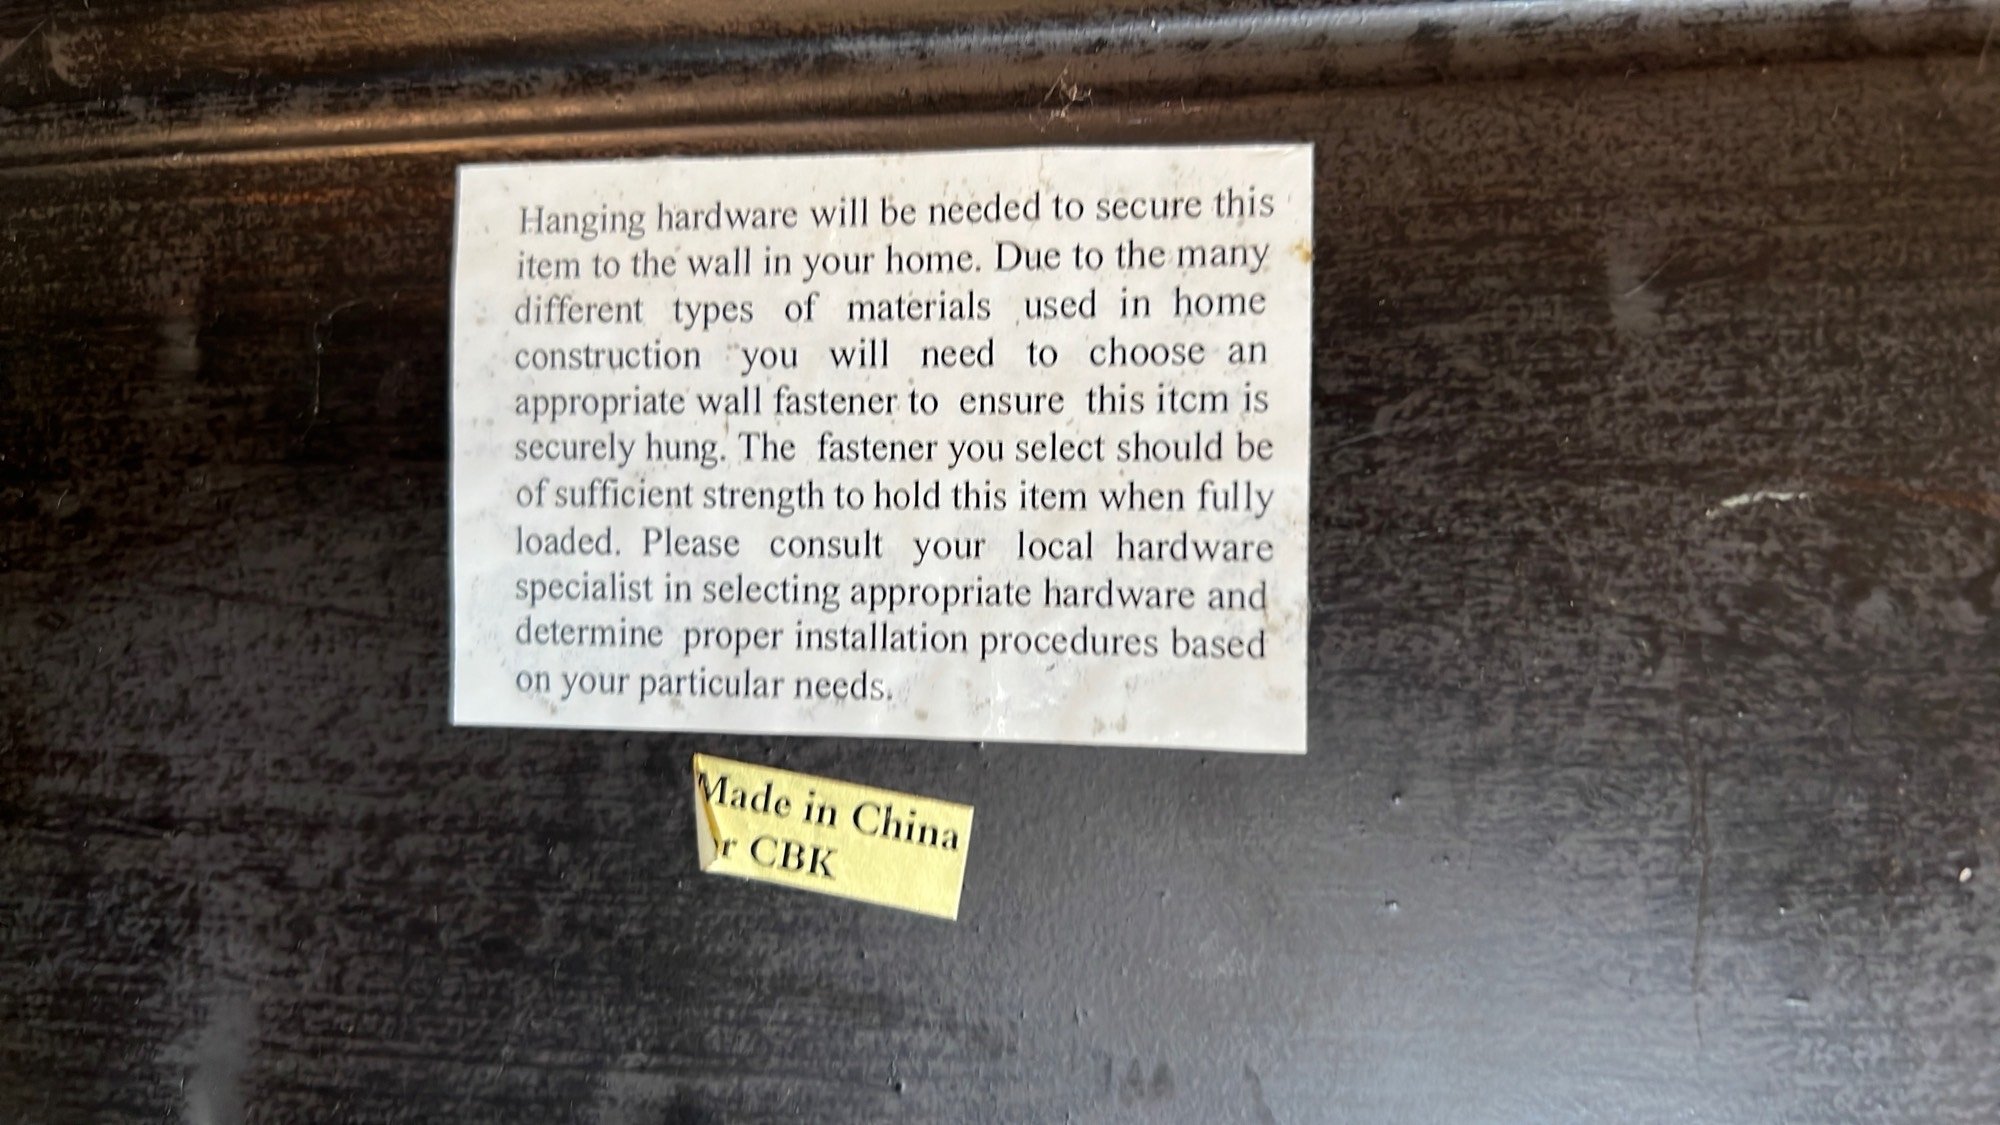 Hanging hardware will be needed to secure this
item to the wall in your home. Due to the many
different types of materials used in home
construction you will need to choose an
appropriate wall fastener to ensure this item is
securely hung. The fastener you select should be
of sufficient strength to hold this item when fully
loaded. Please consult your local hardware
specialist in selecting appropriate hardware and
determine proper installation procedures based
on your particular needs.
Made in China
CBK